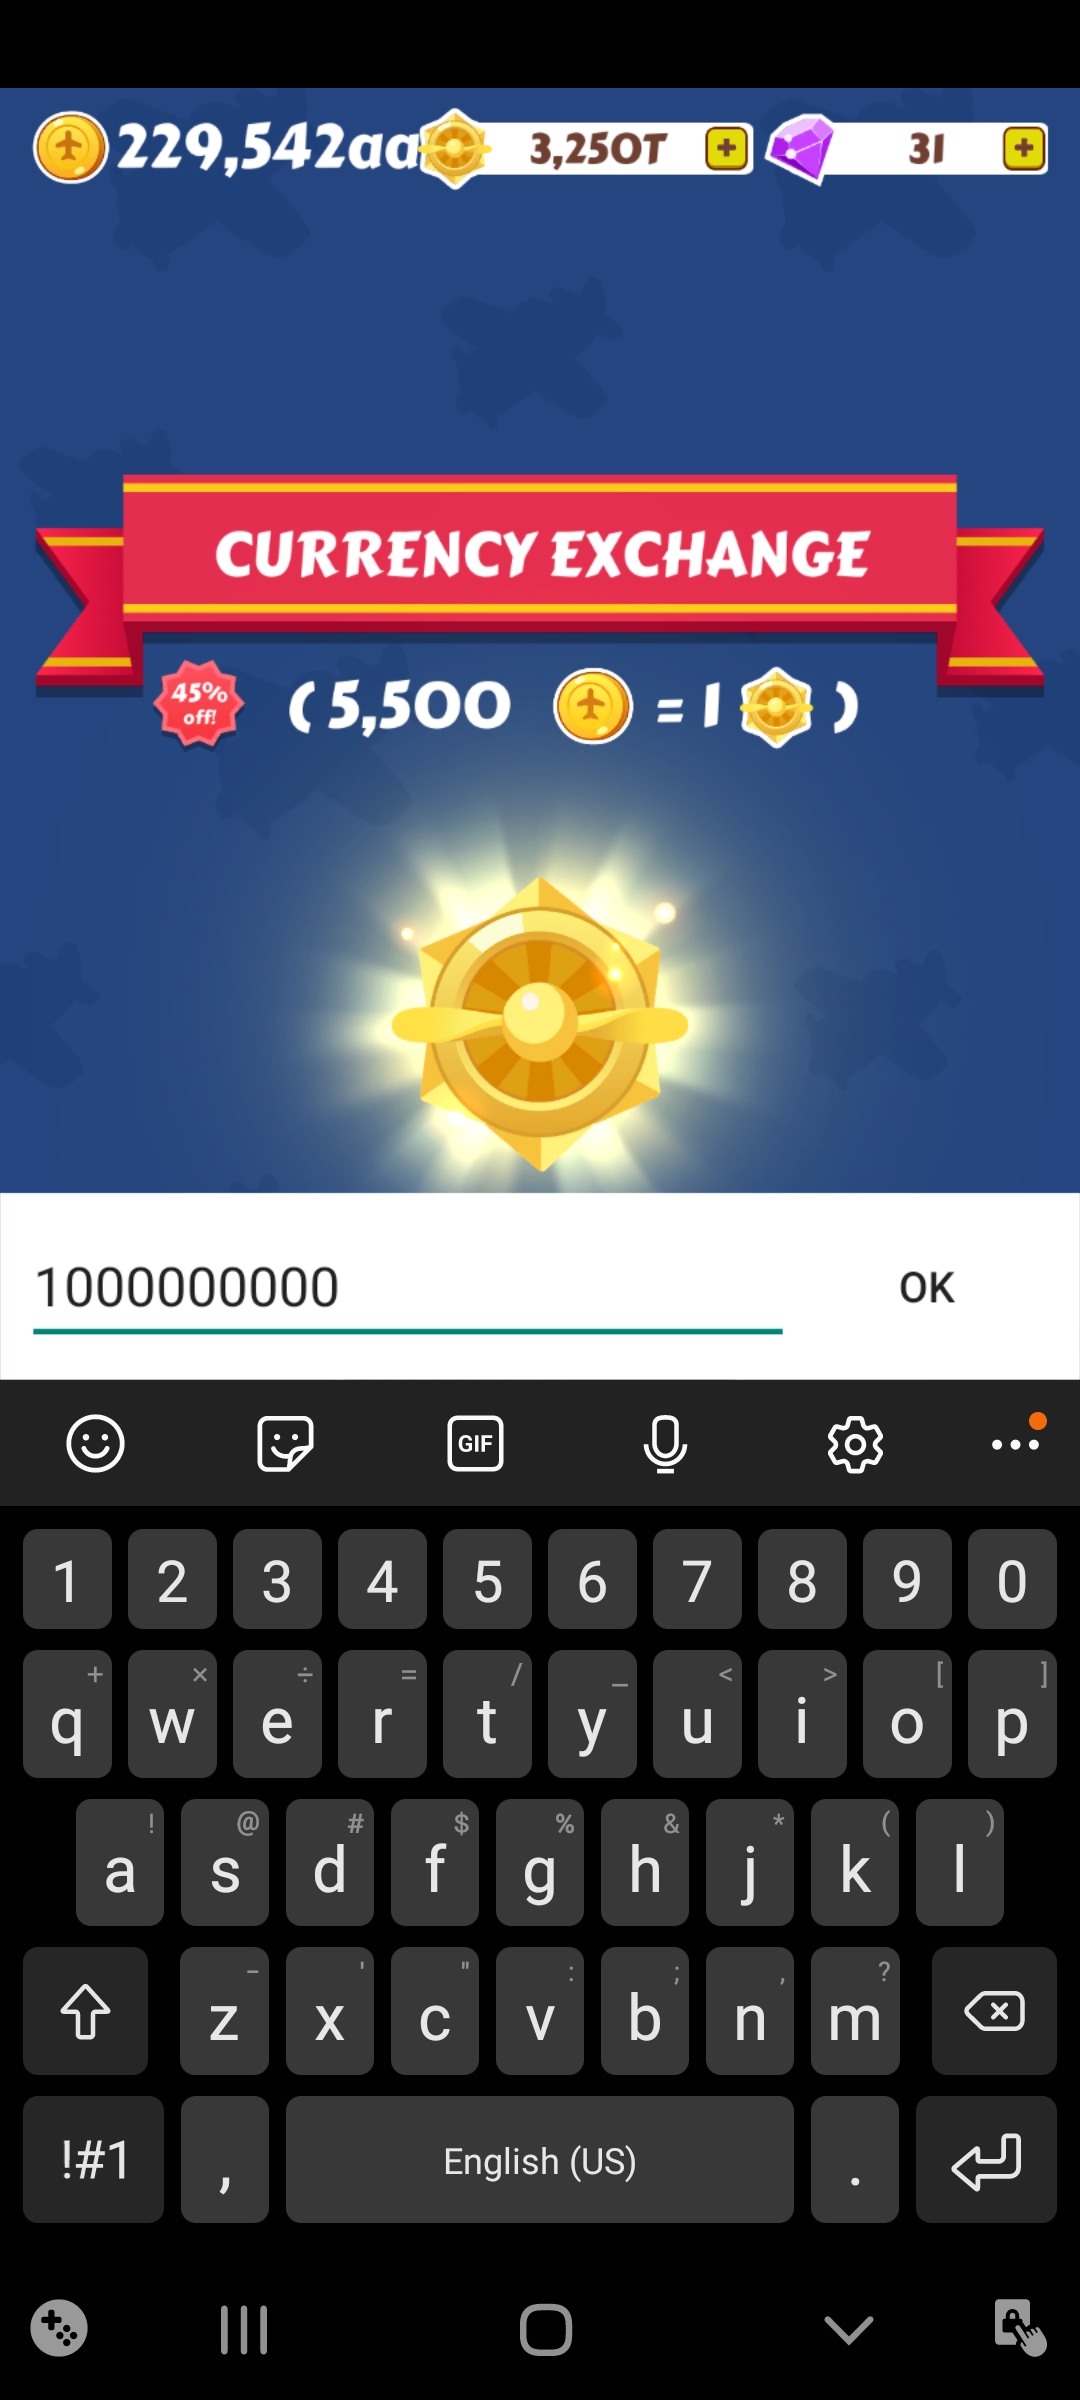 229,542aa 3,250T + 31 +
CURRENCY EXCHANGE
45%
off!
(5,500 = 1 )
1000000000
OK
GIF
1 2 3 4 5 6 7 8 9 0
+ × ÷ = / _ < > [ ]
q w e r t y u i o p
! @ # $ % & * ( )
a s d f g h j k l
- ' " : ; , ?
z x c v b n m
!#1 , English (US) .